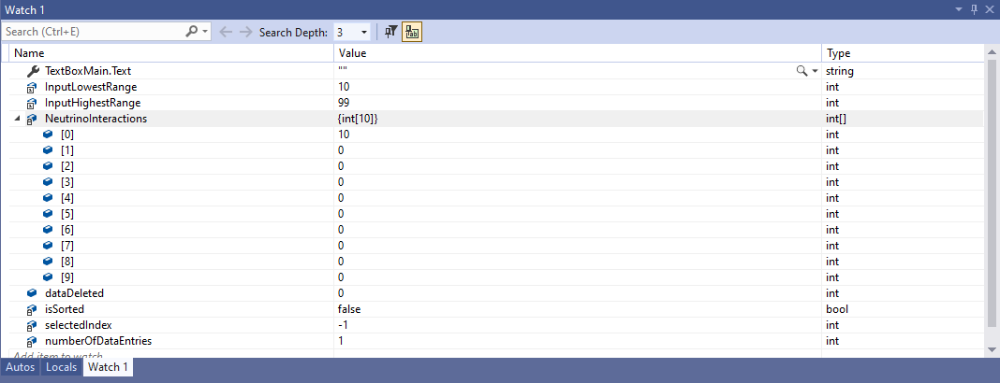 Watch 1
Search (Ctrl+E) Search Depth: 3
Name Value Type
TextBoxMain.Text "" string
InputLowestRange 10 int
InputHighestRange 99 int
NeutrinoInteractions {int[10]} int[]
[0] 10 int
[1] 0 int
[2] 0 int
[3] 0 int
[4] 0 int
[5] 0 int
[6] 0 int
[7] 0 int
[8] 0 int
[9] 0 int
dataDeleted 0 int
isSorted false bool
selectedIndex -1 int
numberOfDataEntries 1 int
Add item to watch
Autos Locals Watch 1